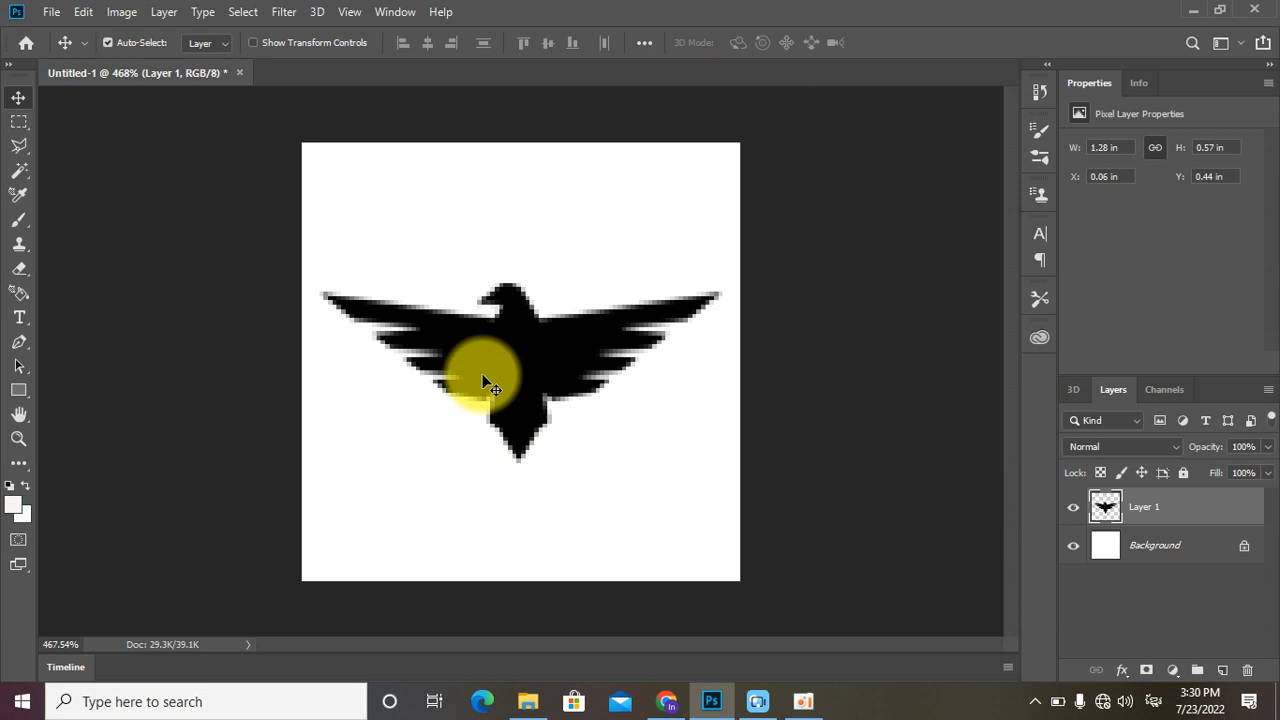 Ps File Edit Image Layer Type Select Filter 3D View Window Help
Auto-Select: Layer Show Transform Controls 3D Mode:
Untitled-1 @ 468% (Layer 1, RGB/8) *
Properties Info
Pixel Layer Properties
W: 1.28 in H: 0.57 in
X: 0.06 in Y: 0.44 in
3D Layers Channels
Kind
Normal Opacity: 100%
Lock: Fill: 100%
Layer 1
Background
467.54% Doc: 29.3K/39.1K
Timeline
Type here to search
Ps
3:30 PM
7/23/2022